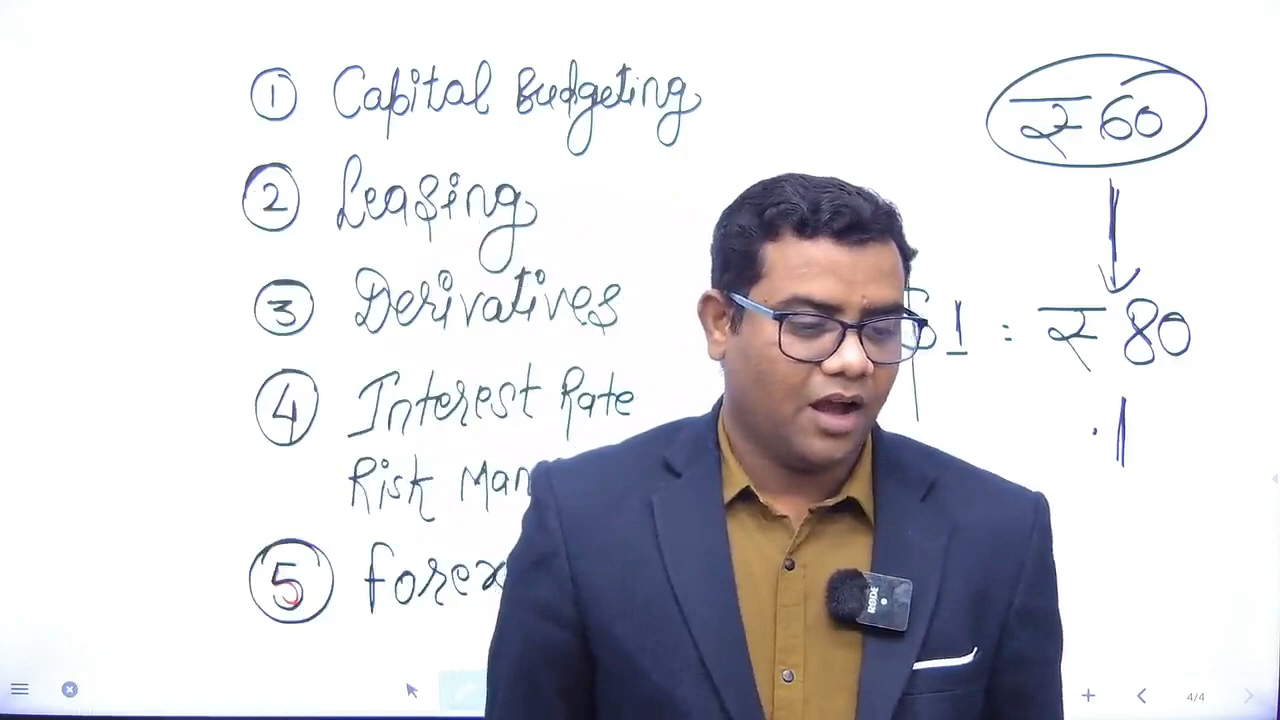 ① Capital Budgeting
② Leasing
③ Derivatives
④ Interest Rate
Risk Man
⑤ Forex
₹ 60
$1 = ₹ 80
RODE
4/4